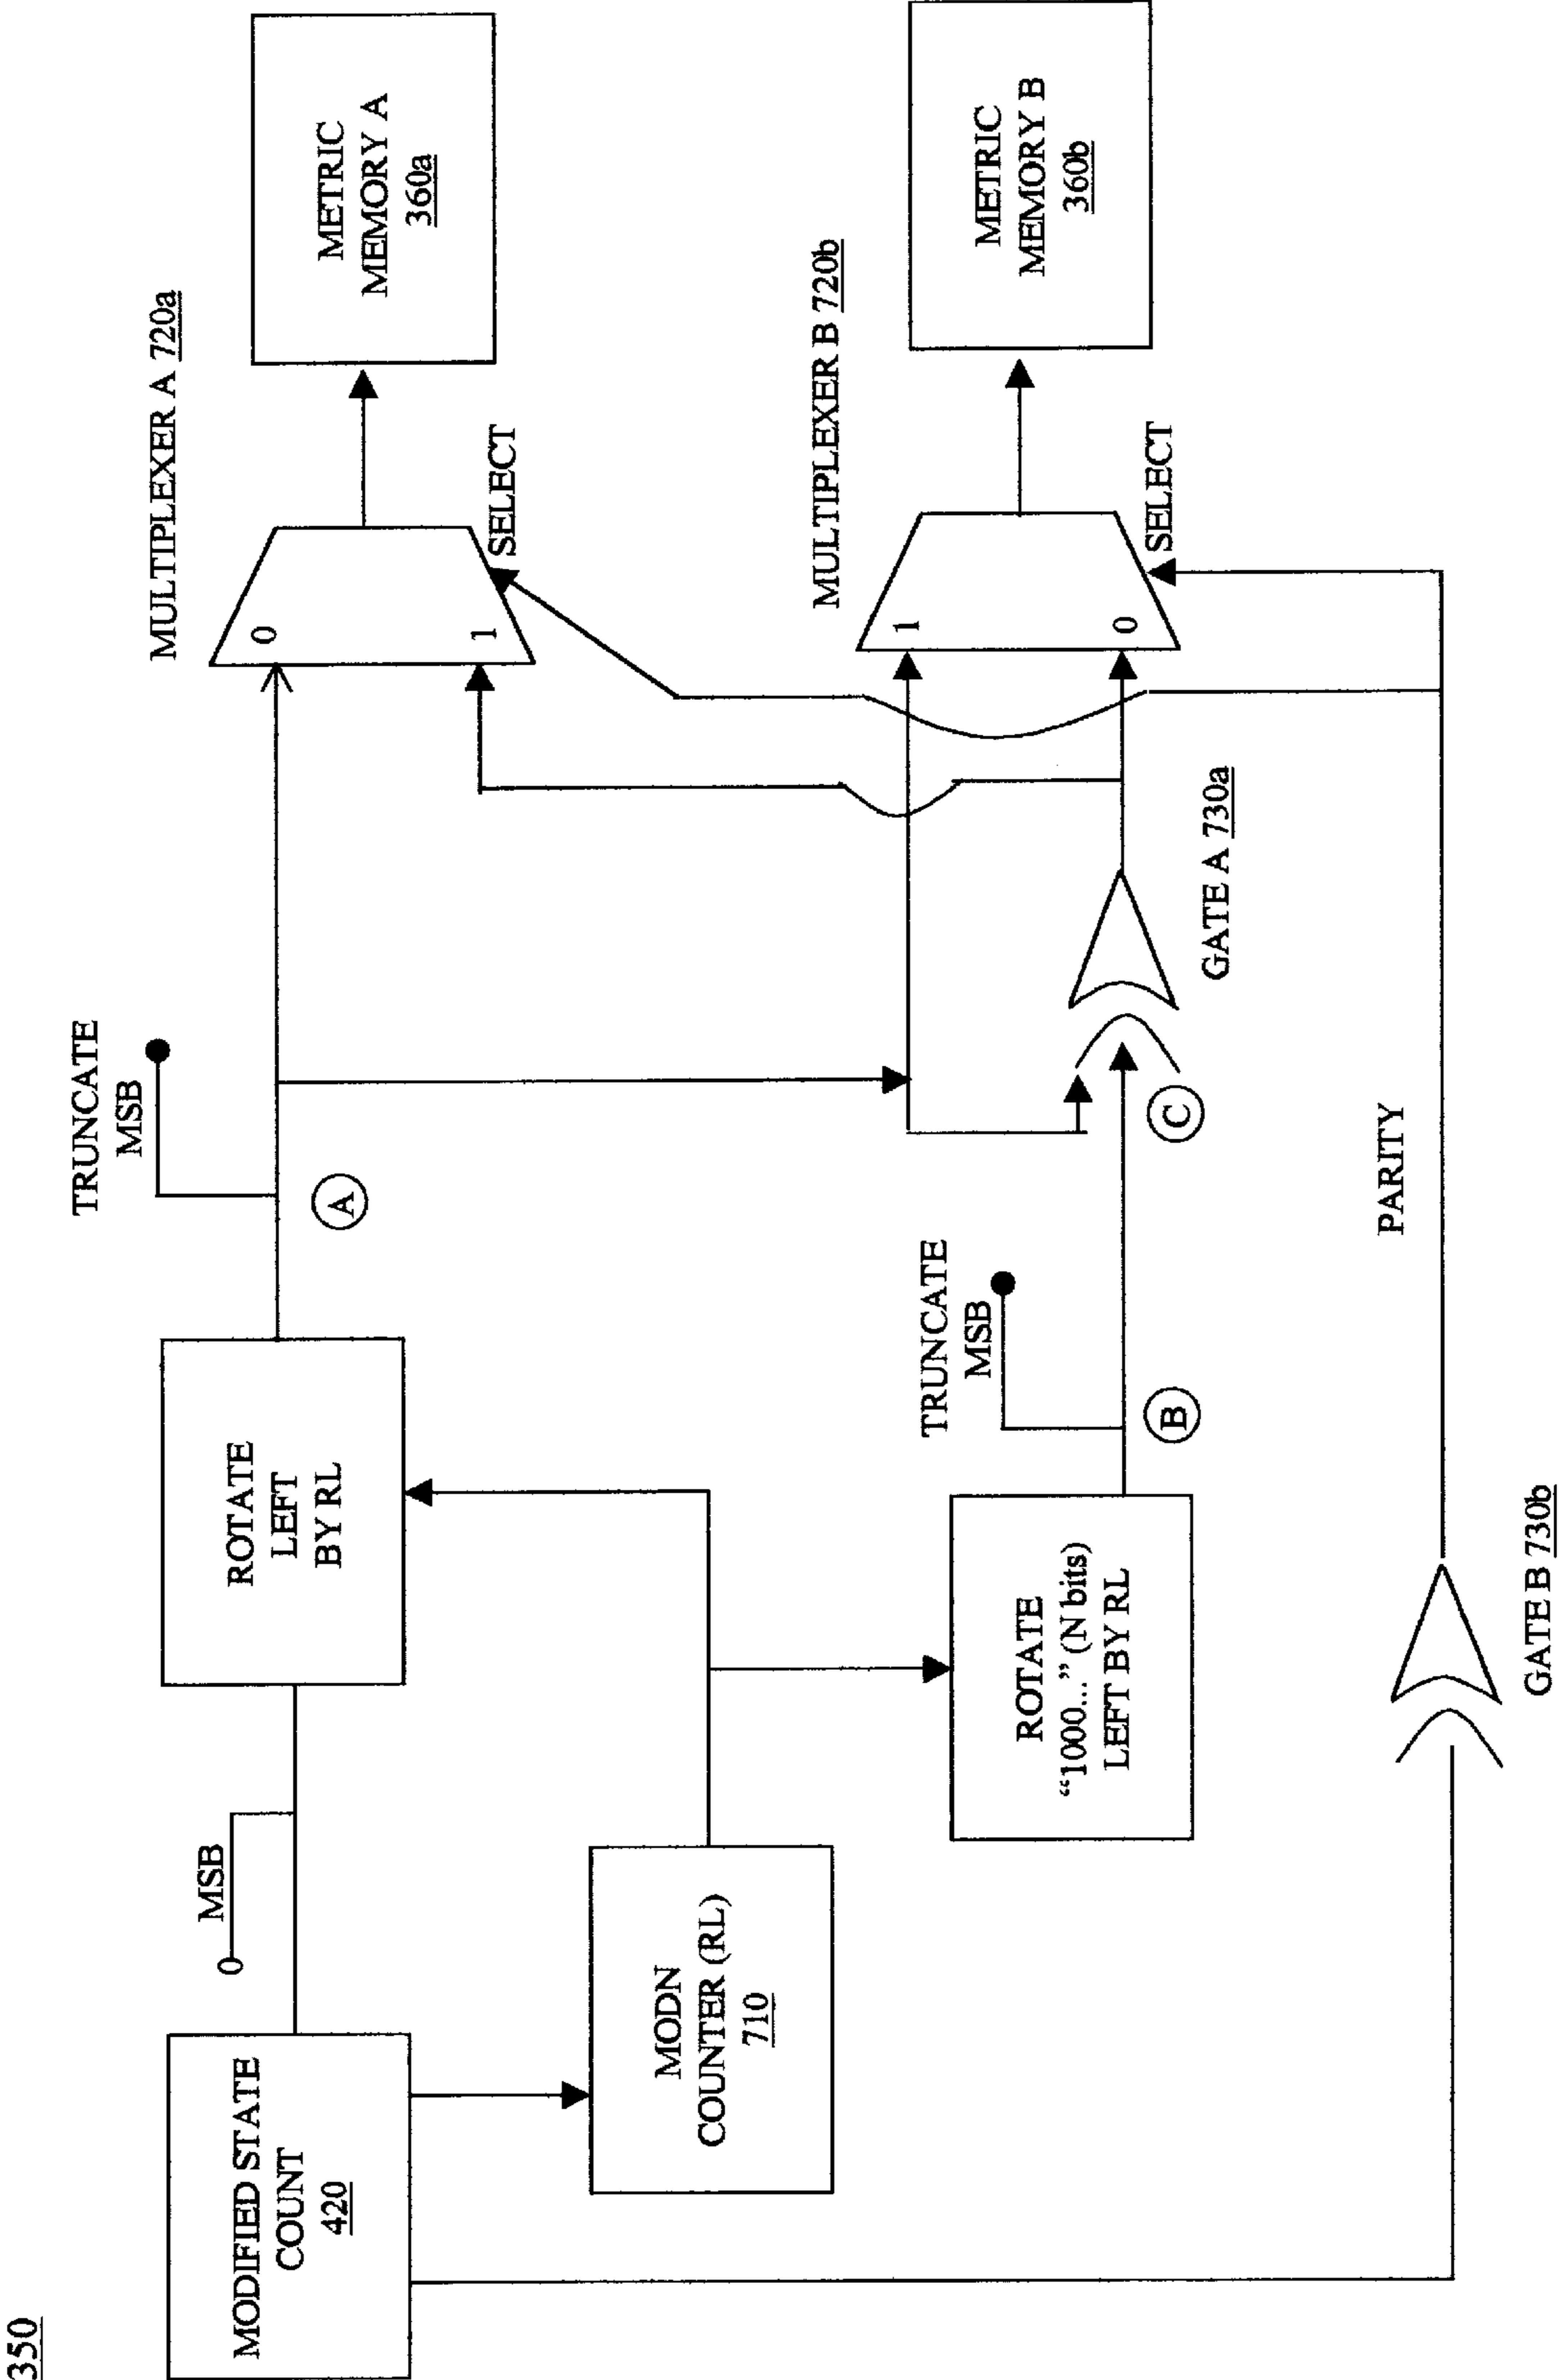 350
MODIFIED STATE
COUNT
420
0
MSB
ROTATE
LEFT
BY RL
TRUNCATE
MSB
A
MULTIPLEXER A 720a
0
1
SELECT
METRIC
MEMORY A
360a
MODN
COUNTER (RL)
710
ROTATE
“1000...” (N bits)
LEFT BY RL
TRUNCATE
MSB
B
C
GATE A 730a
MULTIPLEXER B 720b
1
0
SELECT
METRIC
MEMORY B
360b
GATE B 730b
PARITY